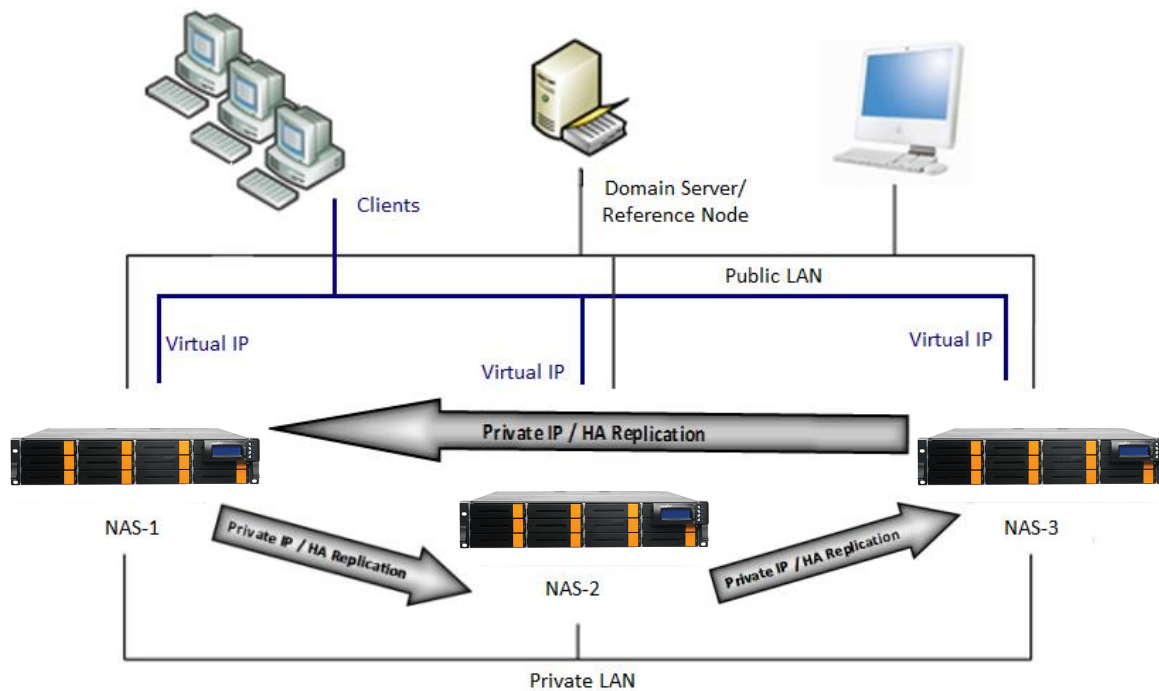 Clients
Domain Server/
Reference Node
Public LAN
Virtual IP
Virtual IP
Virtual IP
Private IP / HA Replication
NAS-1
Private IP / HA Replication
NAS-2
Private IP / HA Replication
NAS-3
Private LAN